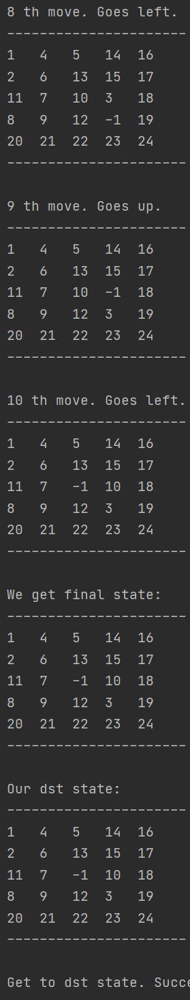 8 th move. Goes left.
----------------------
1 4 5 14 16
2 6 13 15 17
11 7 10 3 18
8 9 12 -1 19
20 21 22 23 24
----------------------
9 th move. Goes up.
----------------------
1 4 5 14 16
2 6 13 15 17
11 7 10 -1 18
8 9 12 3 19
20 21 22 23 24
----------------------
10 th move. Goes left.
----------------------
1 4 5 14 16
2 6 13 15 17
11 7 -1 10 18
8 9 12 3 19
20 21 22 23 24
----------------------
We get final state:
----------------------
1 4 5 14 16
2 6 13 15 17
11 7 -1 10 18
8 9 12 3 19
20 21 22 23 24
----------------------
Our dst state:
----------------------
1 4 5 14 16
2 6 13 15 17
11 7 -1 10 18
8 9 12 3 19
20 21 22 23 24
----------------------
Get to dst state.